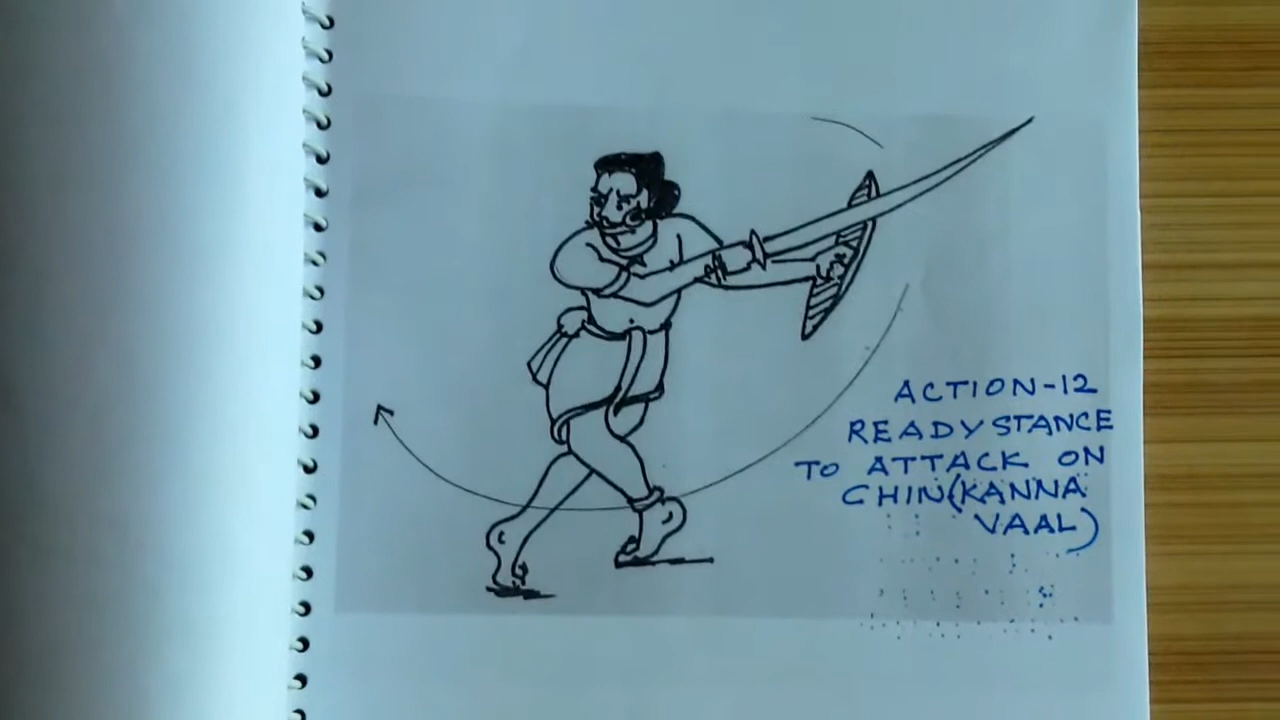 ACTION-12
READY STANCE
TO ATTACK ON
CHIN(KANNA
VAAL)